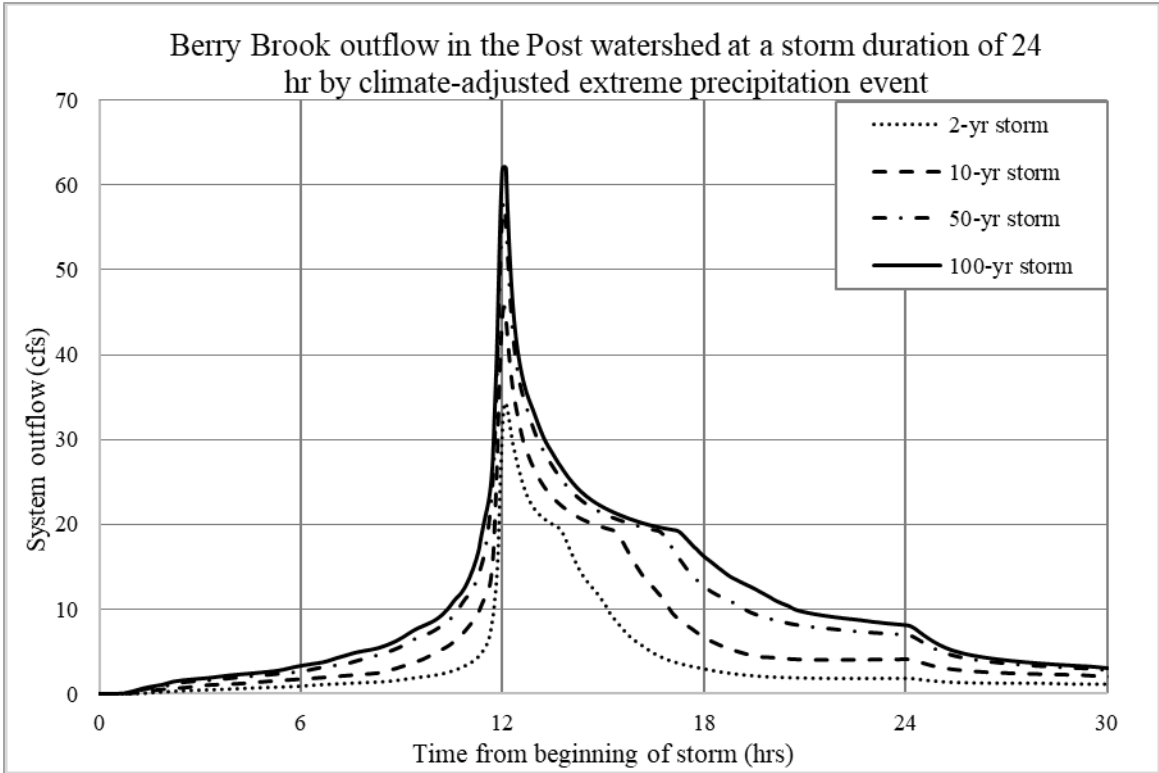 Berry Brook outflow in the Post watershed at a storm duration of 24
hr by climate-adjusted extreme precipitation event
70
60
50
40
30
20
10
0
System outflow (cfs)
2-yr storm
10-yr storm
50-yr storm
100-yr storm
0 6 12 18 24 30
Time from beginning of storm (hrs)